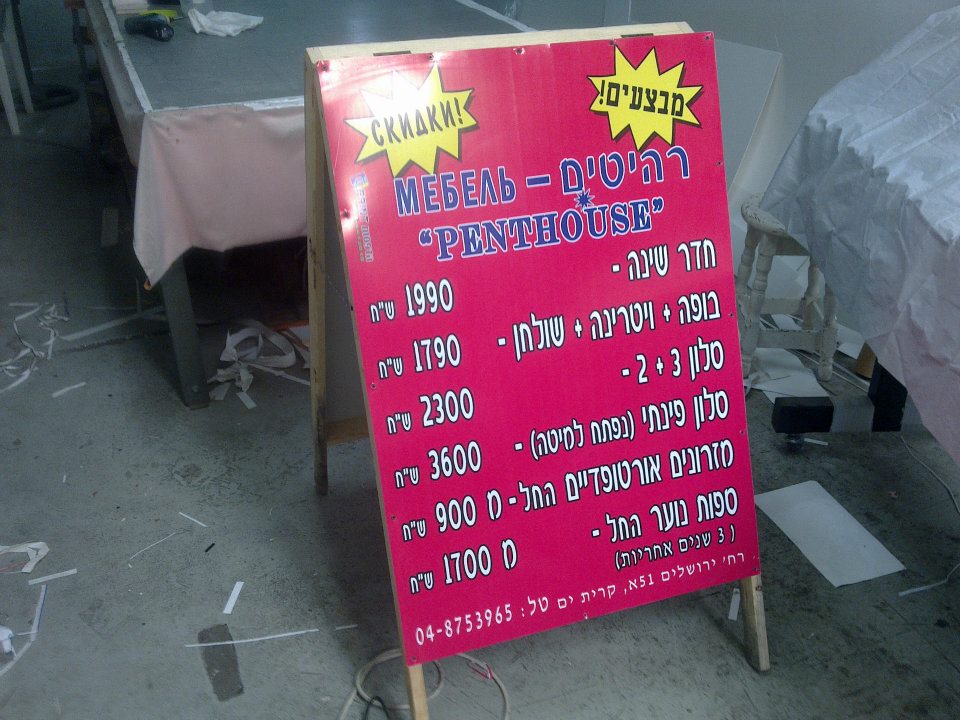 מבצעים!
СКИДКИ!
רהיטים – МЕБЕЛЬ
“PENTHOUSE”
חדר שינה - 1990 ש"ח
בופה + ויטרינה + שולחן - 1790 ש"ח
סלון 3 + 2 - 2300 ש"ח
סלון פינתי (נפתח למיטה) - 3600 ש"ח
מזרונים אורטופדיים החל - מ 900 ש"ח
ספות נוער החל - מ 1700 ש"ח
( 3 שנים אחריות)
רח' ירושלים 51א, קרית ים טל: 04-8753965